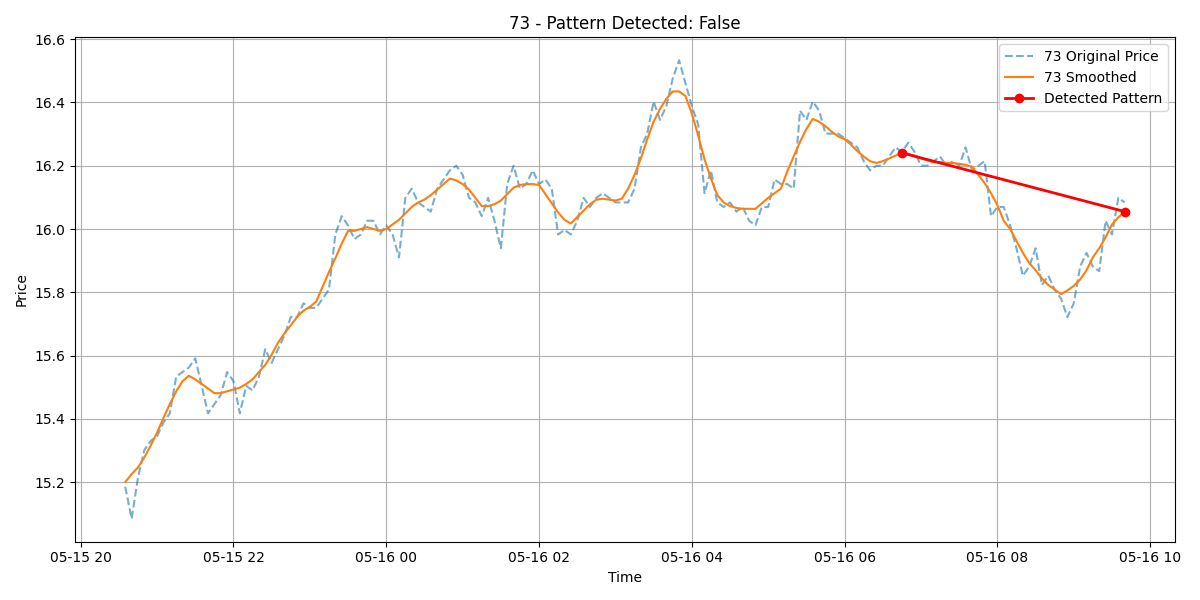 73 - Pattern Detected: False
16.6
16.4
16.2
16.0
15.8
15.6
15.4
15.2
Price
73 Original Price
73 Smoothed
Detected Pattern
05-15 20
05-15 22
05-16 00
05-16 02
05-16 04
05-16 06
05-16 08
05-16 10
Time